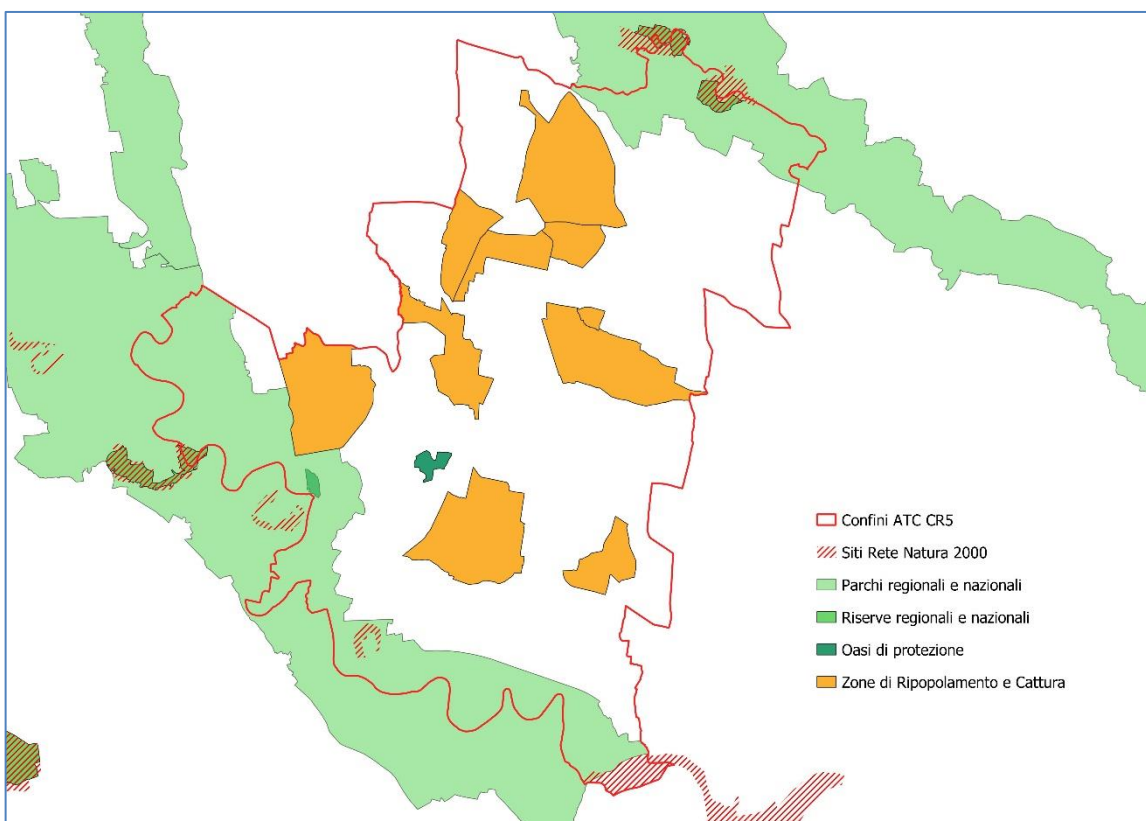 Confini ATC CR5
Siti Rete Natura 2000
Parchi regionali e nazionali
Riserve regionali e nazionali
Oasi di protezione
Zone di Ripopolamento e Cattura